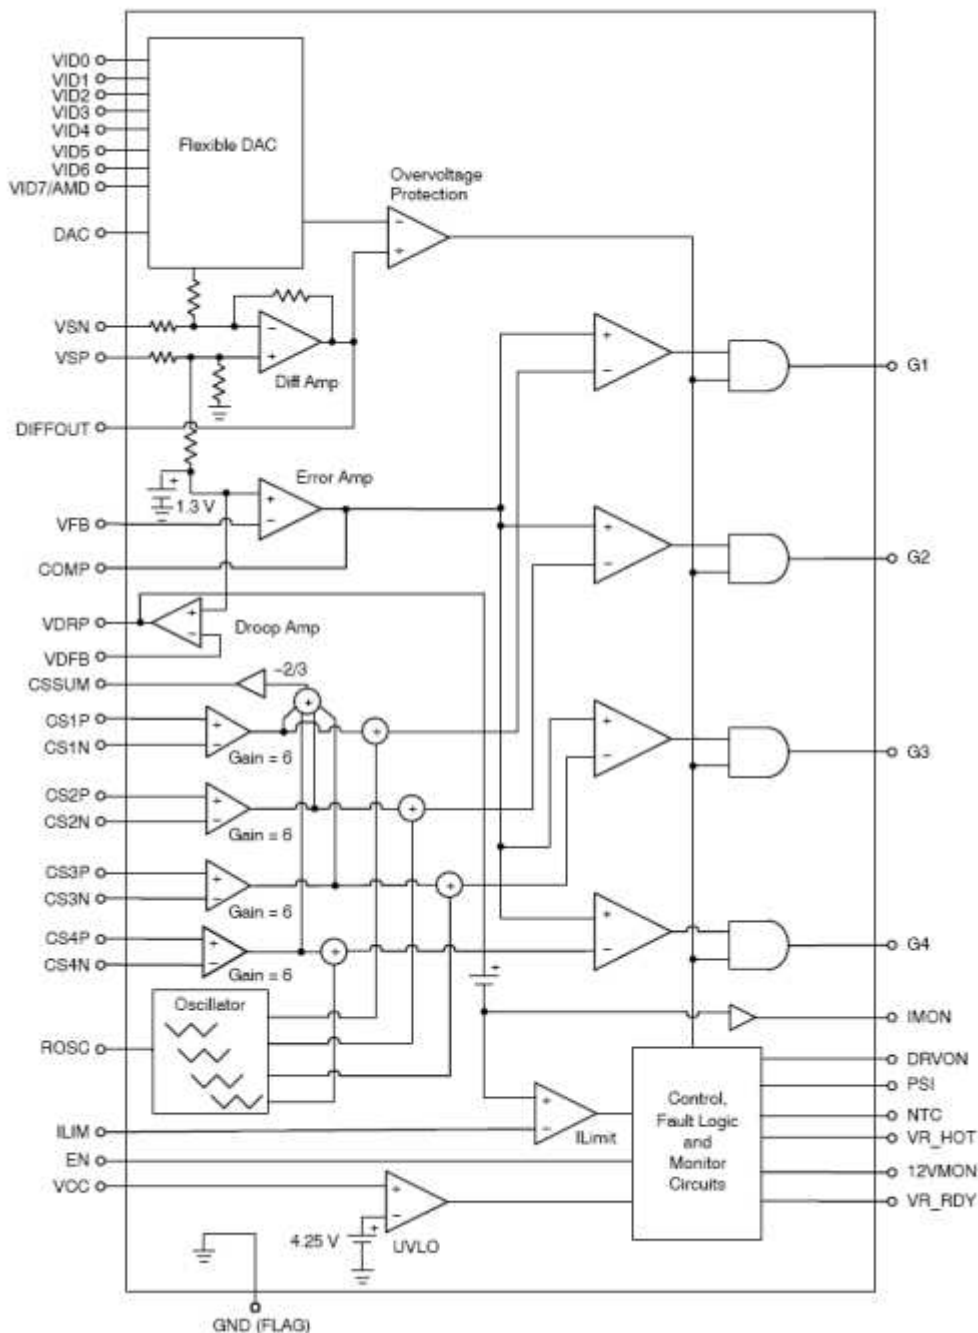 VID0
VID1
VID2
VID3
VID4
VID5
VID6
VID7/AMD
DAC
Flexible DAC
Overvoltage
Protection
VSN
VSP
Diff Amp
DIFFOUT
Error Amp
1.3 V
VFB
COMP
VDRP
Droop Amp
VDFB
CSSUM
−2/3
CS1P
CS1N
Gain = 6
CS2P
CS2N
Gain = 6
CS3P
CS3N
Gain = 6
CS4P
CS4N
Gain = 6
Oscillator
ROSC
ILIM
EN
VCC
ILimit
4.25 V
UVLO
GND (FLAG)
Control,
Fault Logic
and
Monitor
Circuits
G1
G2
G3
G4
IMON
DRVON
PSI
NTC
VR_HOT
12VMON
VR_RDY